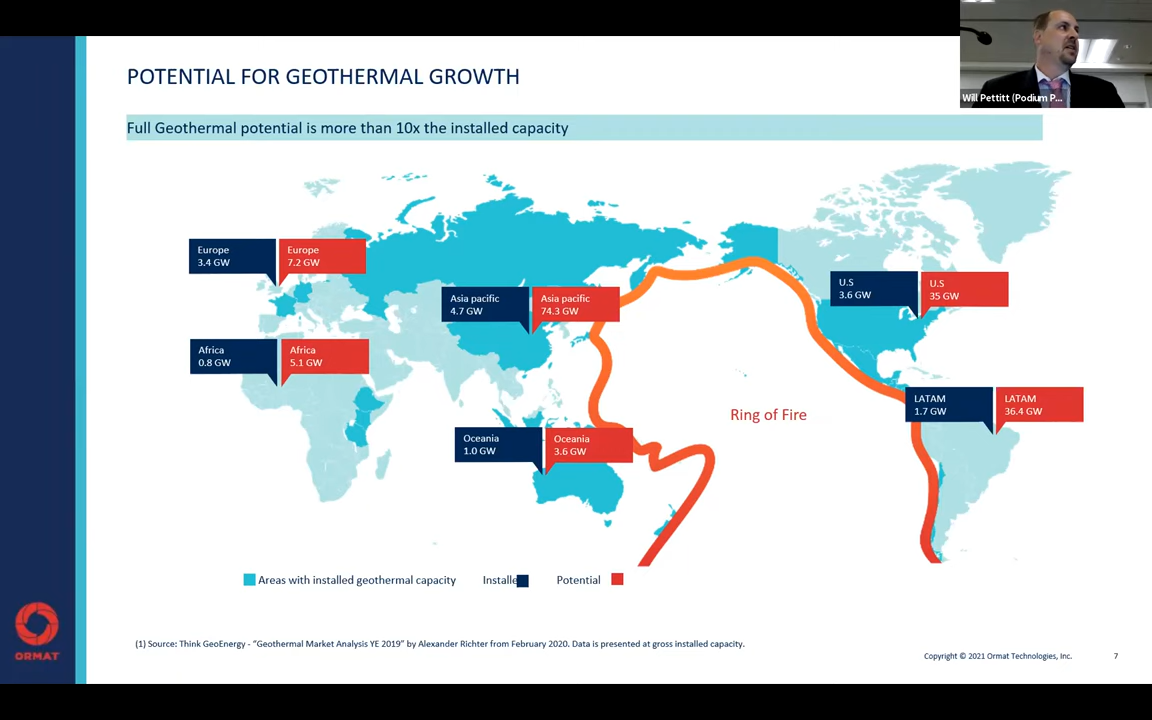 POTENTIAL FOR GEOTHERMAL GROWTH
Will Pettitt (Podium P...
Full Geothermal potential is more than 10x the installed capacity
Europe
3.4 GW
Europe
7.2 GW
Asia pacific
4.7 GW
Asia pacific
74.3 GW
U.S
3.6 GW
U.S
35 GW
Africa
0.8 GW
Africa
5.1 GW
LATAM
1.7 GW
LATAM
36.4 GW
Ring of Fire
Oceania
1.0 GW
Oceania
3.6 GW
Areas with installed geothermal capacity
Installe
Potential
ORMAT
(1) Source: Think GeoEnergy - “Geothermal Market Analysis YE 2019” by Alexander Richter from February 2020. Data is presented at gross installed capacity.
Copyright © 2021 Ormat Technologies, Inc.
7